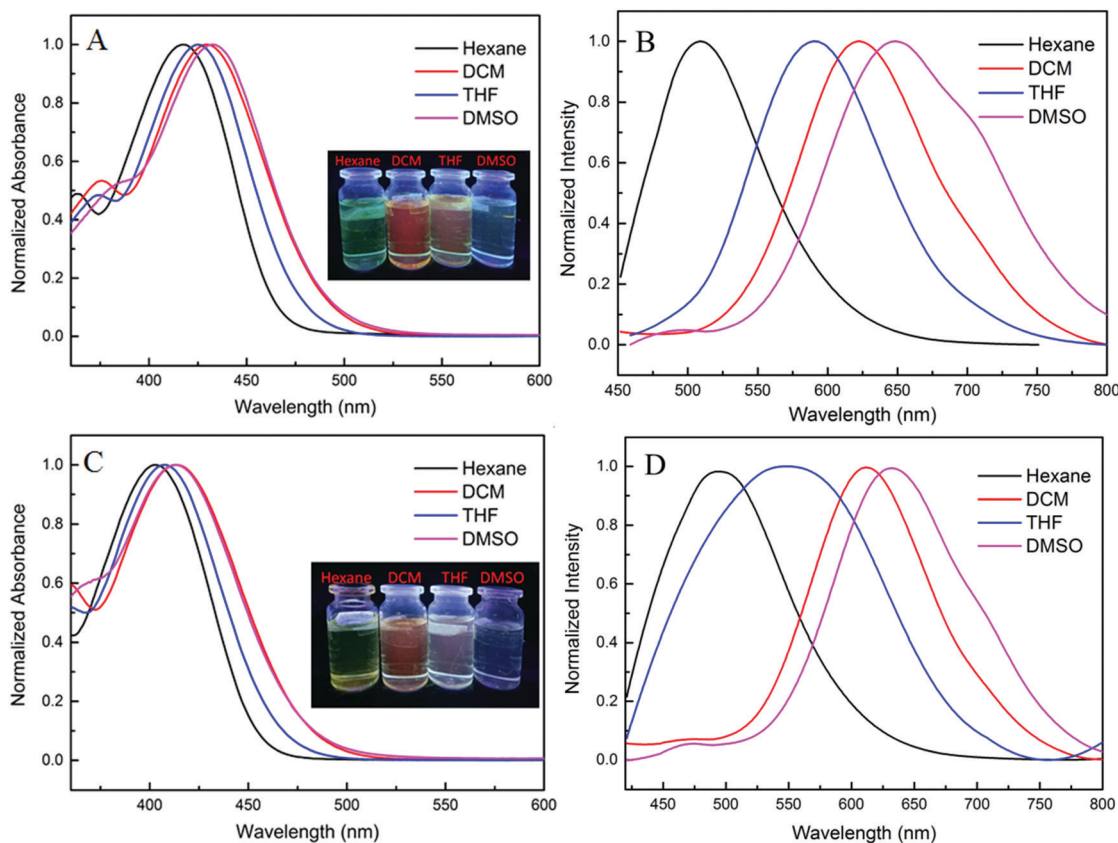 A
Hexane
DCM
THF
DMSO
Hexane DCM THF DMSO
1.0
0.8
0.6
0.4
0.2
0.0
Normalized Absorbance
400 450 500 550 600
Wavelength (nm)
B
Hexane
DCM
THF
DMSO
1.0
0.8
0.6
0.4
0.2
0.0
Normalized Intensity
450 500 550 600 650 700 750 800
Wavelength (nm)
C
Hexane
DCM
THF
DMSO
Hexane DCM THF DMSO
1.0
0.8
0.6
0.4
0.2
0.0
Normalized Absorbance
400 450 500 550 600
Wavelength (nm)
D
Hexane
DCM
THF
DMSO
1.0
0.8
0.6
0.4
0.2
0.0
Normalized Intensity
450 500 550 600 650 700 750 800
Wavelength (nm)